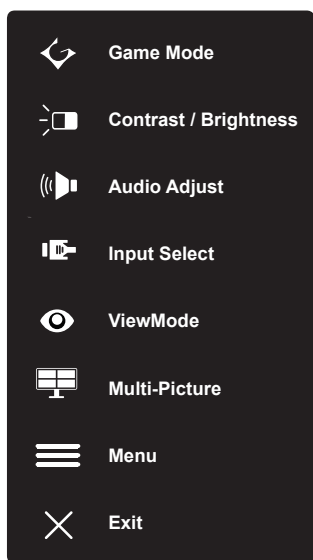 Game Mode
Contrast / Brightness
Audio Adjust
Input Select
ViewMode
Multi-Picture
Menu
Exit